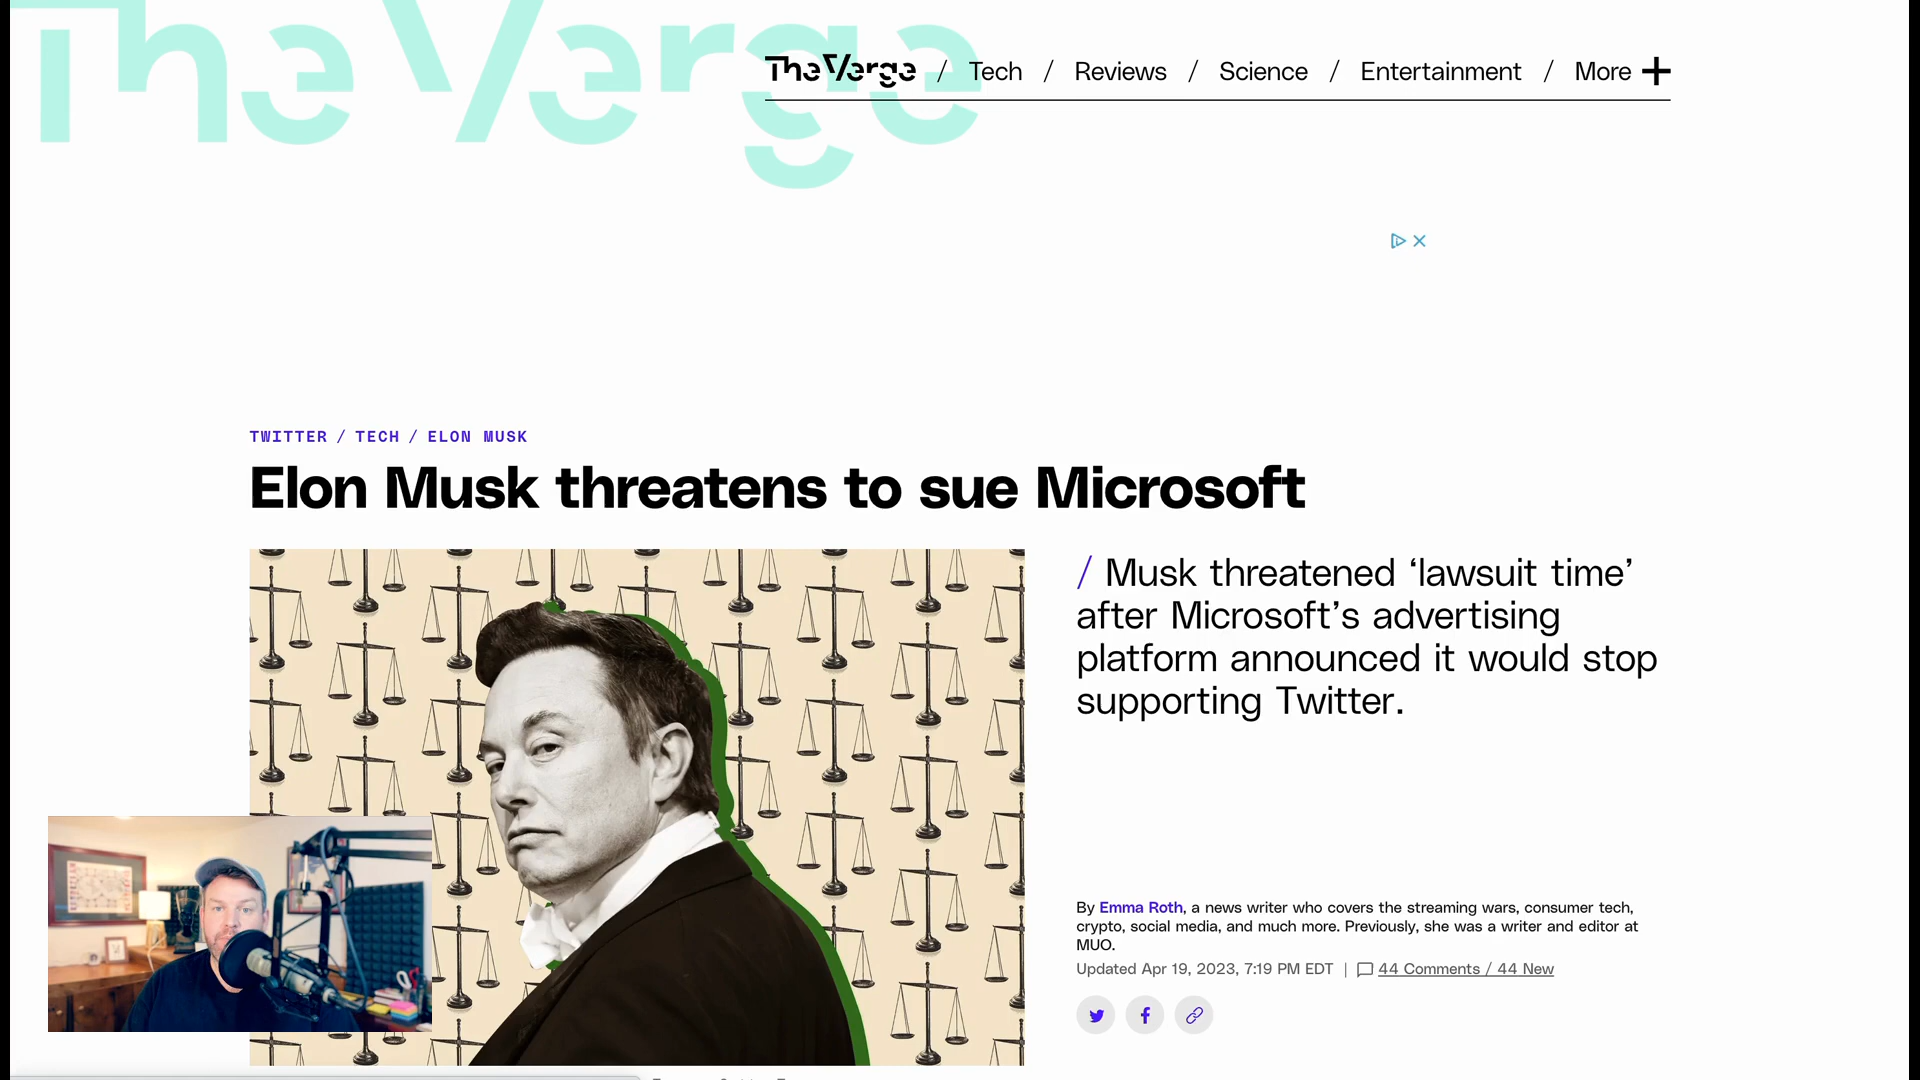 The Verge
The Verge / Tech / Reviews / Science / Entertainment / More +
TWITTER / TECH / ELON MUSK
Elon Musk threatens to sue Microsoft
/ Musk threatened ‘lawsuit time’
after Microsoft’s advertising
platform announced it would stop
supporting Twitter.
By Emma Roth, a news writer who covers the streaming wars, consumer tech,
crypto, social media, and much more. Previously, she was a writer and editor at
MUO.
Updated Apr 19, 2023, 7:19 PM EDT | 44 Comments / 44 New